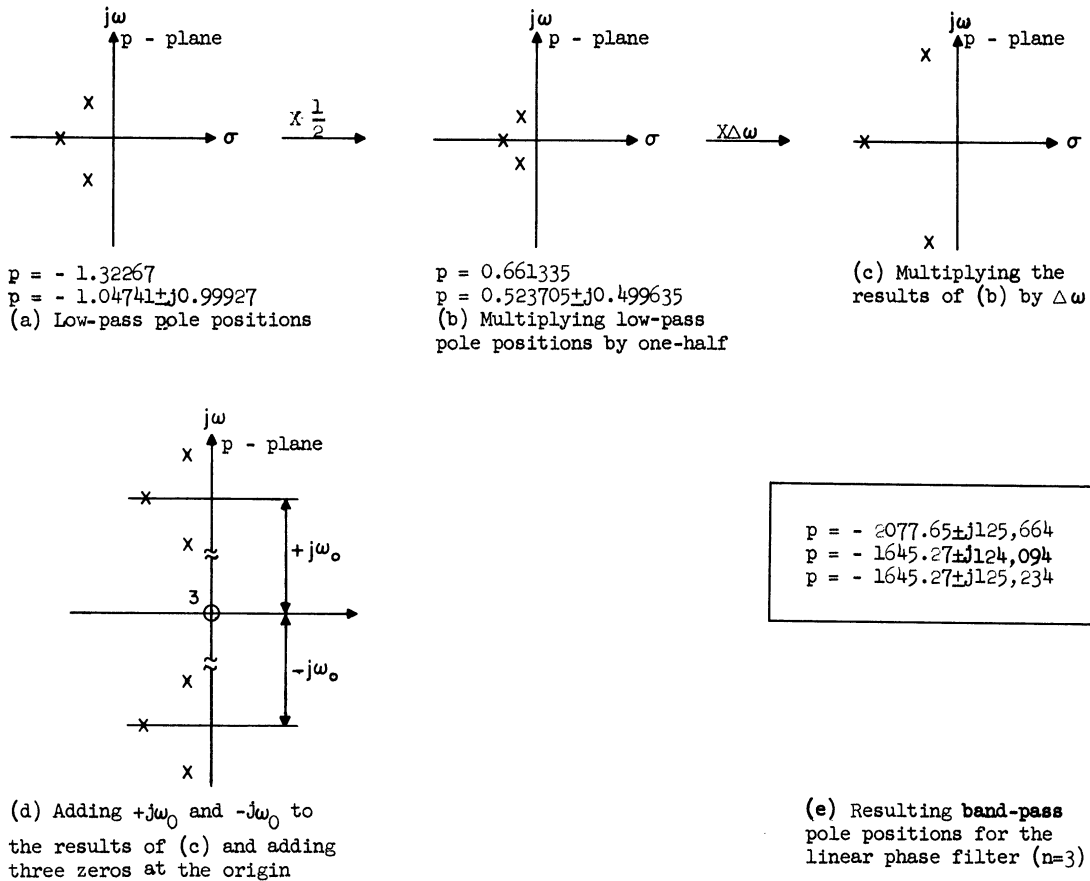 jω
p - plane
σ
X 1/2
jω
p - plane
σ
XΔω
jω
p - plane
σ
p = - 1.32267
p = - 1.04741±j0.99927
(a) Low-pass pole positions
p = 0.661335
p = 0.523705±j0.499635
(b) Multiplying low-pass
pole positions by one-half
(c) Multiplying the
results of (b) by Δω
jω
p - plane
+jω₀
3
-jω₀
(d) Adding +jω₀ and -jω₀ to
the results of (c) and adding
three zeros at the origin
p = - 2077.65±j125,664
p = - 1645.27±j124,094
p = - 1645.27±j125,234
(e) Resulting band-pass
pole positions for the
linear phase filter (n=3)